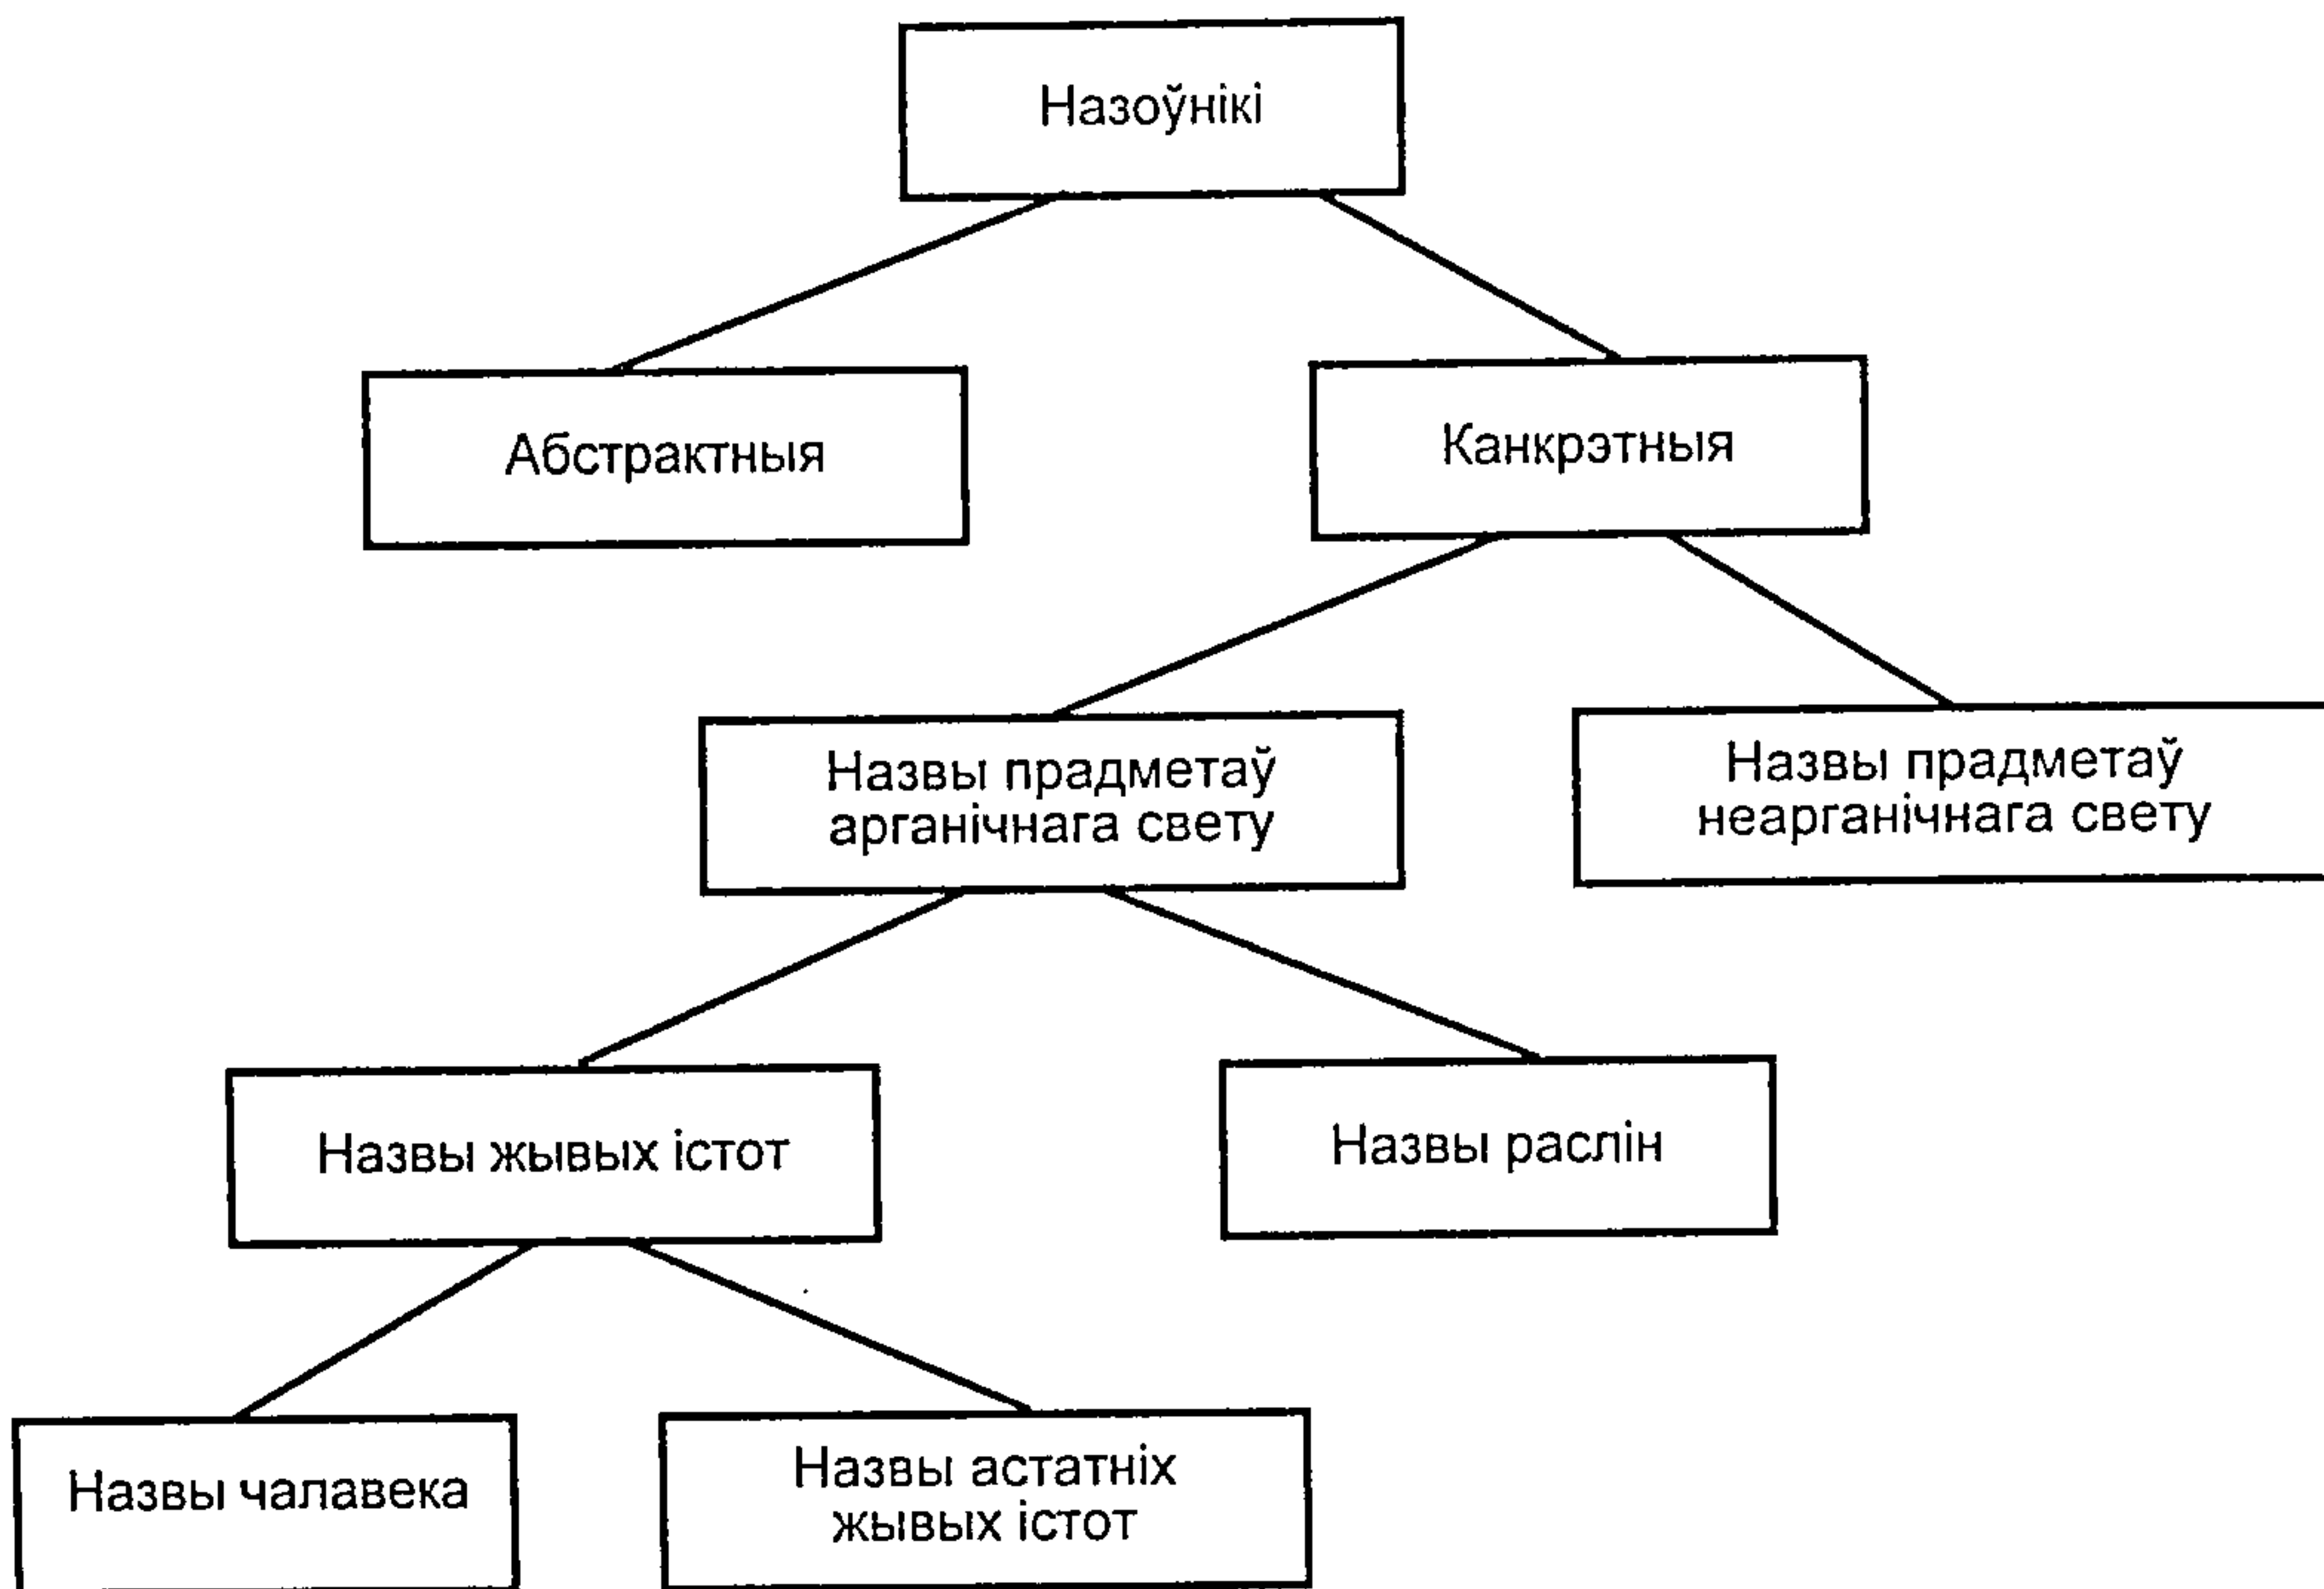 Назоўнікі
Абстрактныя
Канкрэтныя
Назвы прадметаў
арганічнага свету
Назвы прадметаў
неарганічнага свету
Назвы жывых істот
Назвы раслін
Назвы чалавека
Назвы астатніх
жывых істот